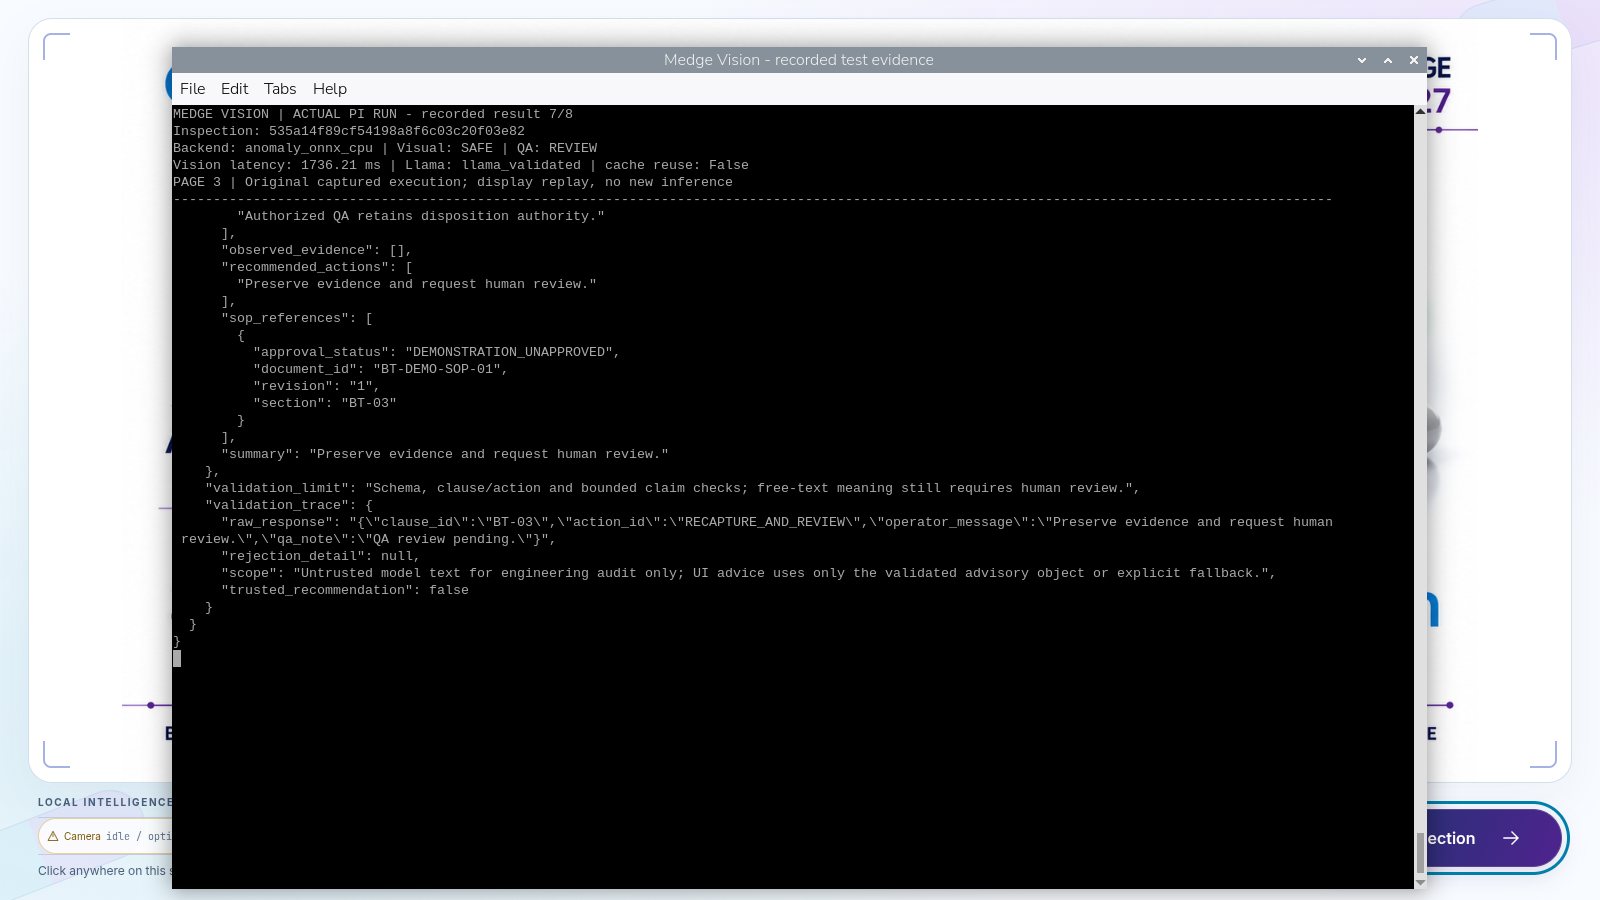 Medge Vision - recorded test evidence
File Edit Tabs Help
MEDGE VISION | ACTUAL PI RUN - recorded result 7/8
Inspection: 535a14f89cf54198a8f6c03c20f03e82
Backend: anomaly_onnx_cpu | Visual: SAFE | QA: REVIEW
Vision latency: 1736.21 ms | Llama: llama_validated | cache reuse: False
PAGE 3 | Original captured execution; display replay, no new inference
-------------------------------------------------------------------------------------------------------------------------------------------------
"Authorized QA retains disposition authority."
],
"observed_evidence": [],
"recommended_actions": [
"Preserve evidence and request human review."
],
"sop_references": [
{
"approval_status": "DEMONSTRATION_UNAPPROVED",
"document_id": "BT-DEMO-SOP-01",
"revision": "1",
"section": "BT-03"
}
],
"summary": "Preserve evidence and request human review."
},
"validation_limit": "Schema, clause/action and bounded claim checks; free-text meaning still requires human review.",
"validation_trace": {
"raw_response": "{\"clause_id\":\"BT-03\",\"action_id\":\"RECAPTURE_AND_REVIEW\",\"operator_message\":\"Preserve evidence and request human
review.\",\"qa_note\":\"QA review pending.\"}",
"rejection_detail": null,
"scope": "Untrusted model text for engineering audit only; UI advice uses only the validated advisory object or explicit fallback.",
"trusted_recommendation": false
}
}
}
GE
27
E
LOCAL INTELLIGENCE
Camera idle / opti
Click anywhere on this s
ection